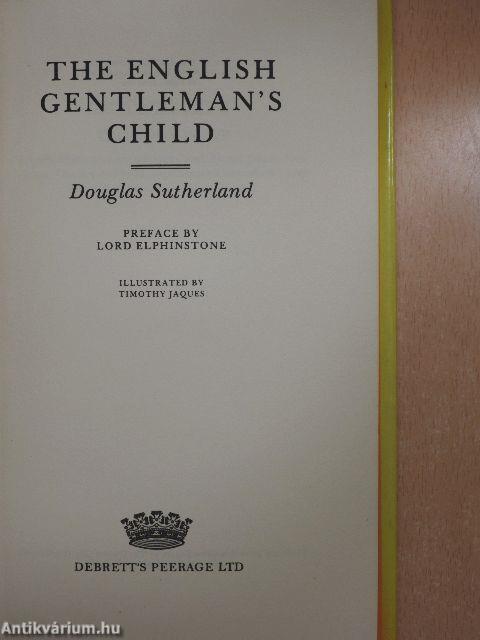 THE ENGLISH
GENTLEMAN'S
CHILD
Douglas Sutherland
PREFACE BY
LORD ELPHINSTONE
ILLUSTRATED BY
TIMOTHY JAQUES
DEBRETT'S PEERAGE LTD
Antikvárium.hu